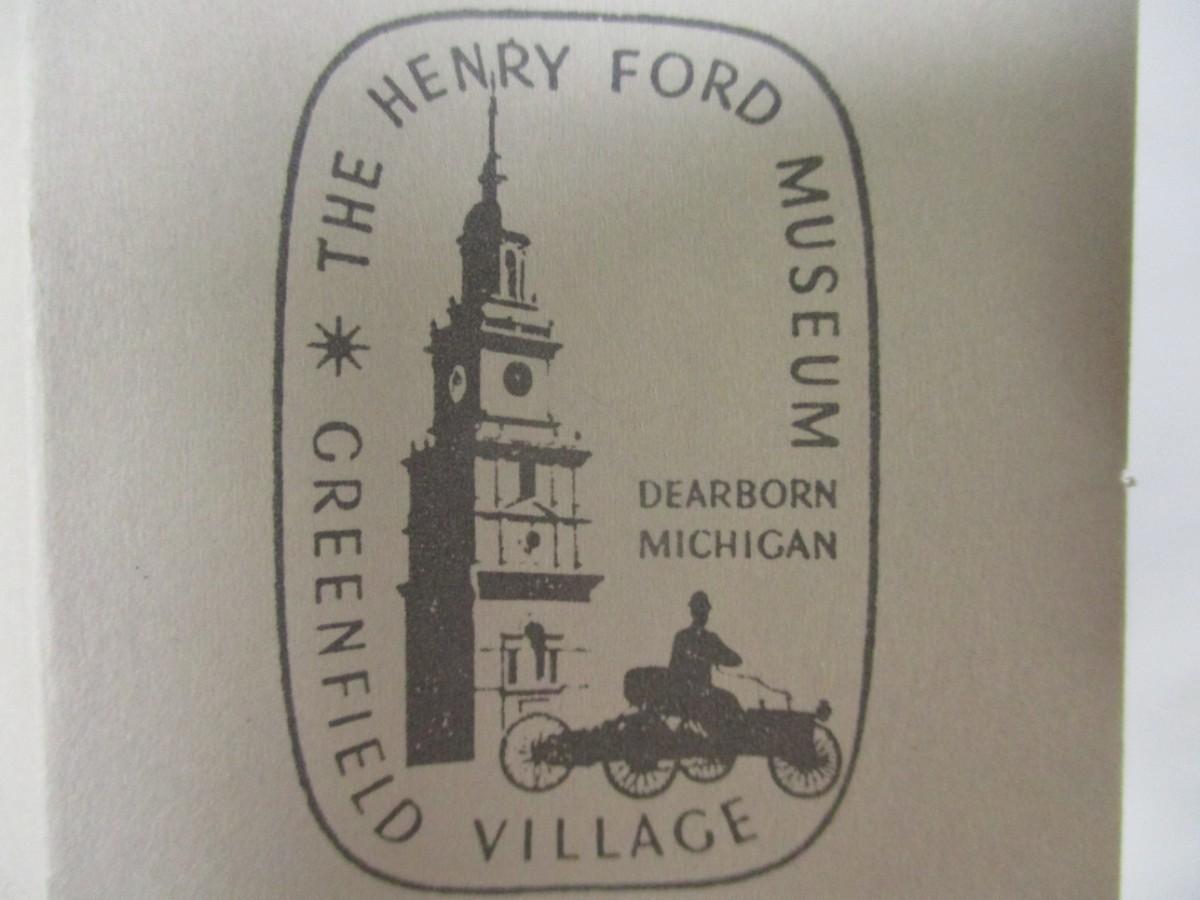 THE HENRY FORD MUSEUM
DEARBORN
MICHIGAN
GREENFIELD VILLAGE